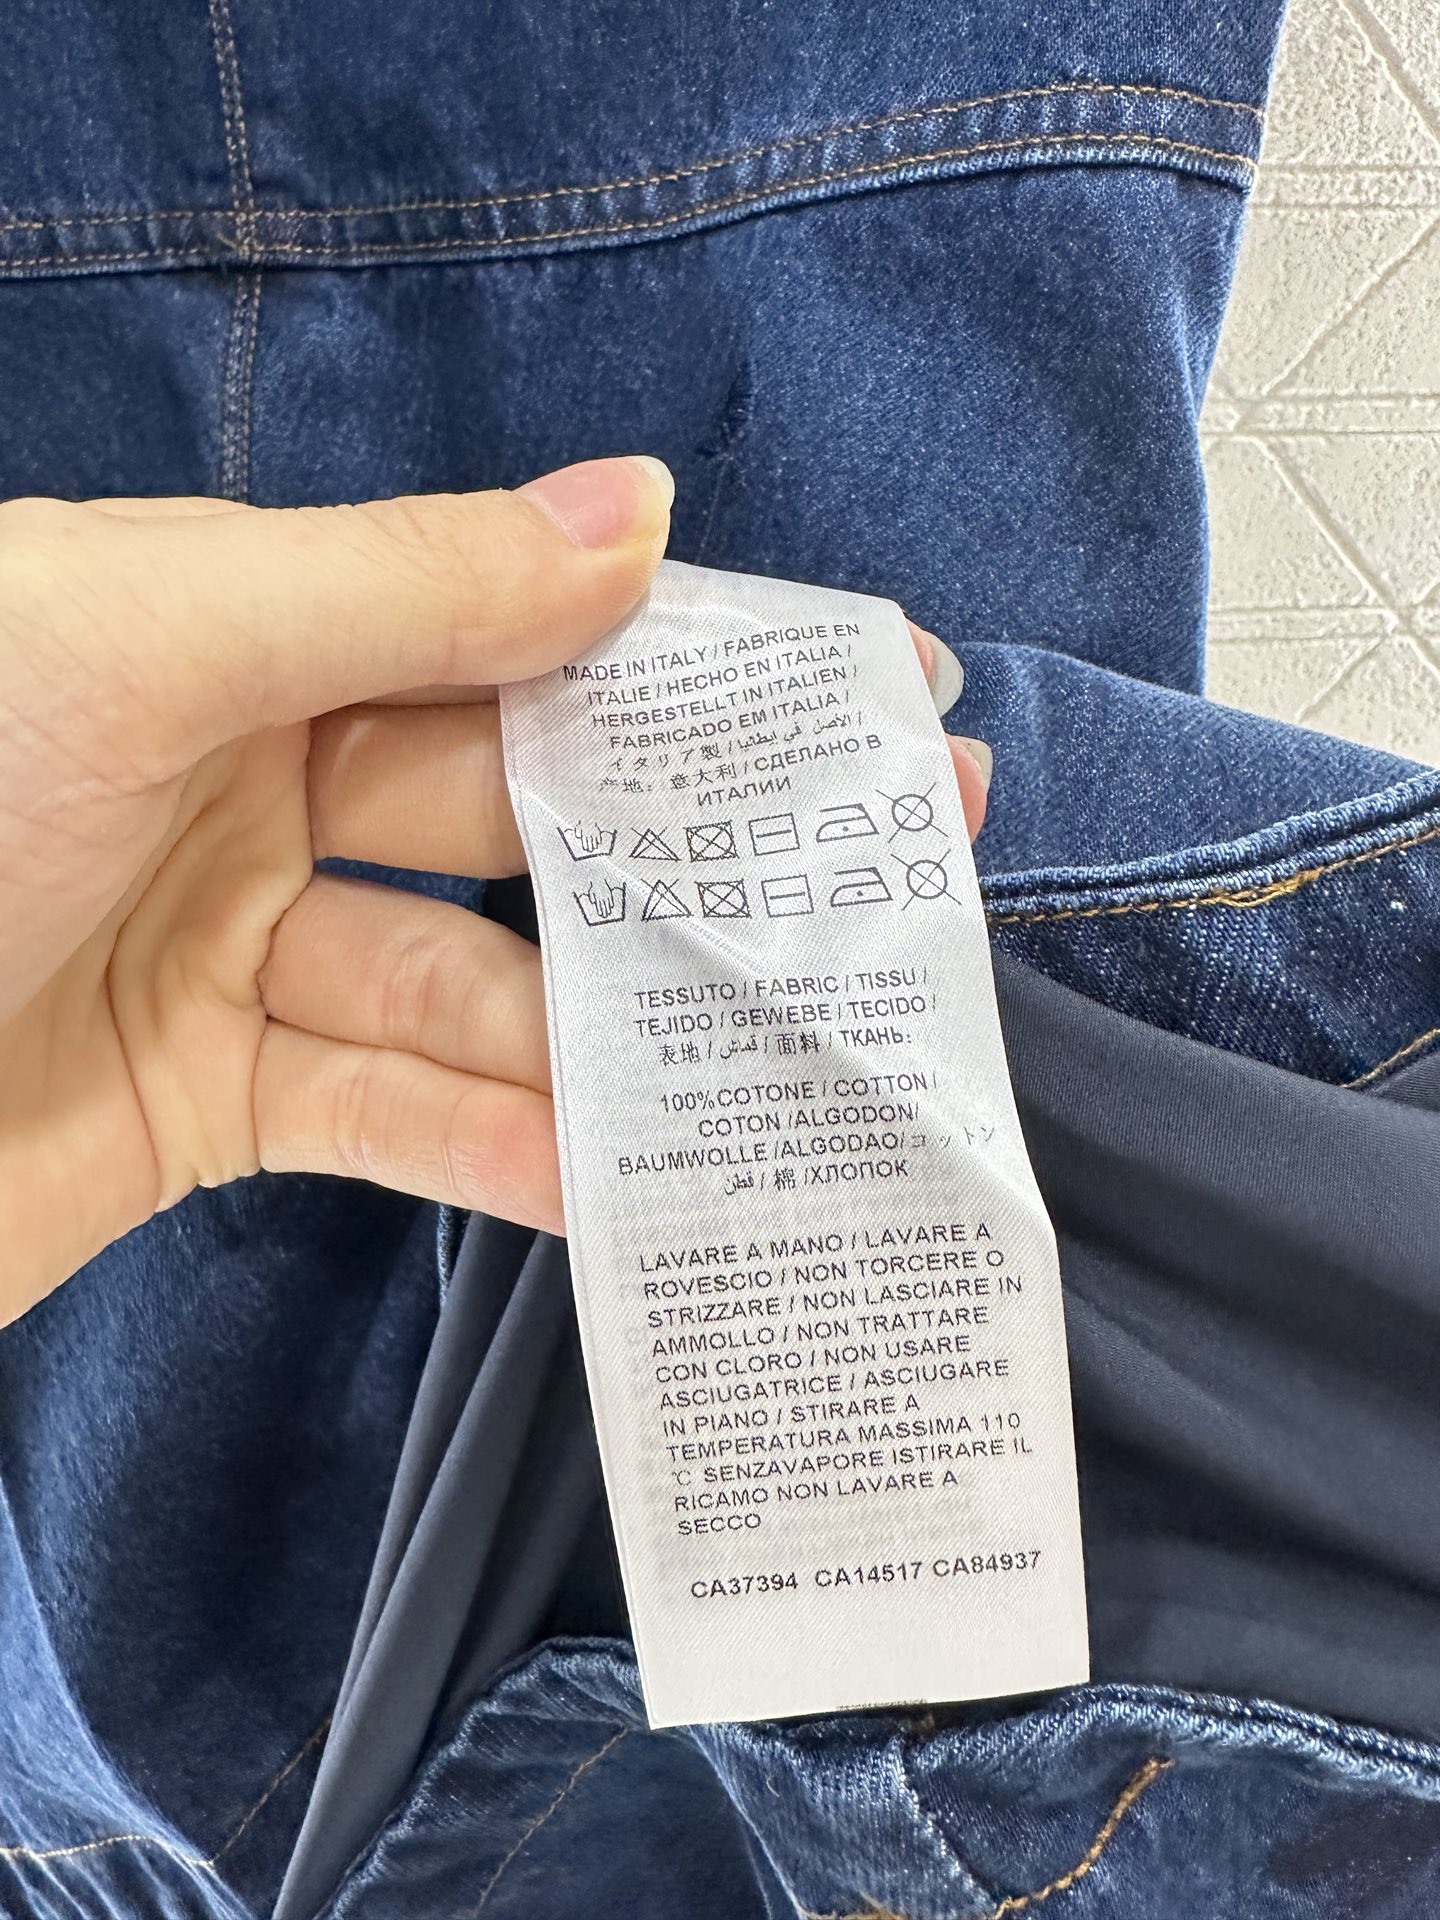 MADE IN ITALY / FABRIQUE EN
ITALIE / HECHO EN ITALIA /
HERGESTELLT IN ITALIEN /
FABRICADO EM ITALIA /
イタリア製 / الأصل في ايطاليا /
产地：意大利 / СДЕЛАНО В
ИТАЛИИ
TESSUTO / FABRIC / TISSU /
TEJIDO / GEWEBE / TECIDO /
表地 / قماش / 面料 / ТКАНЬ:
100%COTONE / COTTON /
COTON /ALGODON/
BAUMWOLLE /ALGODAO/コットン
قطن / 棉 /ХЛОПОК
LAVARE A MANO / LAVARE A
ROVESCIO / NON TORCERE O
STRIZZARE / NON LASCIARE IN
AMMOLLO / NON TRATTARE
CON CLORO / NON USARE
ASCIUGATRICE / ASCIUGARE
IN PIANO / STIRARE A
TEMPERATURA MASSIMA 110
℃ SENZAVAPORE ISTIRARE IL
RICAMO NON LAVARE A
SECCO
CA37394 CA14517 CA84937